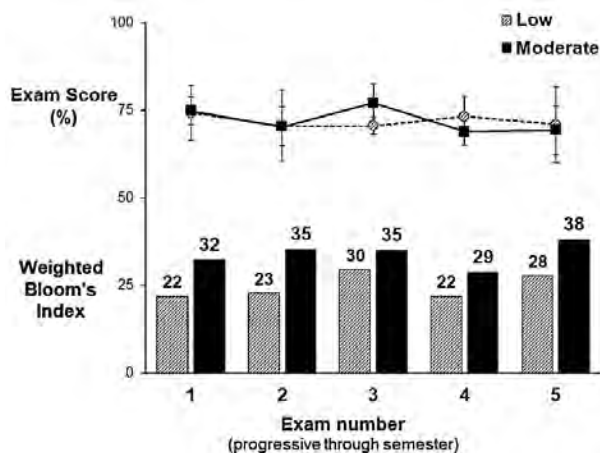 Low
Moderate
100
Exam Score
(%)
75
50
Weighted
Bloom's
Index
25
0
22
32
23
35
30
35
22
29
28
38
1 2 3 4 5
Exam number
(progressive through semester)